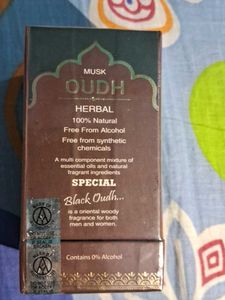 MUSK
OUDH
HERBAL
100% Natural
Free From Alcohol
Free from synthetic
chemicals
A multi component mixture of
essential oils and natural
fragrant ingredients
SPECIAL
Black Oudh...
is a oriental woody
fragrance for both
men and women.
Contains 0% Alcohol